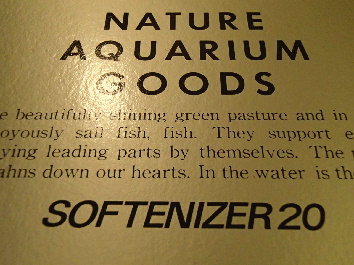 NATURE
AQUARIUM
GOODS
e beautifully shining green pasture and in
oyously sail fish, fish. They support e
ying leading parts by themselves. The
ahns down our hearts. In the water is the
SOFTENIZER 20